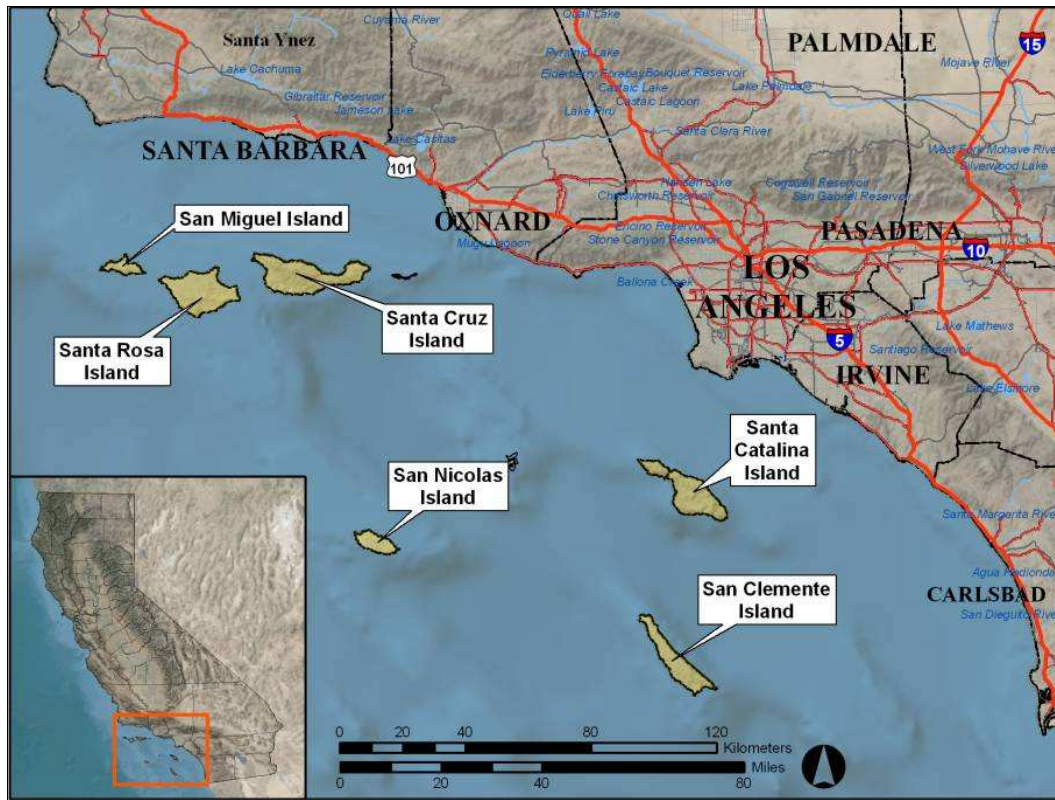 Cuyama River
Quail Lake
Santa Ynez
PALMDALE
15
Pyramid Lake
Mojave River
Lake Cachuma
Elderberry Forebay
Bouquet Reservoir
Castaic Lake
Lake Palmdale
Gibraltar Reservoir
Castaic Lagoon
Jameson Lake
Lake Piru
Santa Clara River
Lake Casitas
SANTA BARBARA
West Fork Mohave River
Silverwood Lake
101
Hansen Lake
Cogswell Reservoir
Chatsworth Reservoir
San Gabriel Reservoir
San Miguel Island
OXNARD
Encino Reservoir
PASADENA
Mugu Lagoon
Stone Canyon Reservoir
10
LOS
ANGELES
Ballona Creek
Santa Cruz
Island
Santa Rosa
Island
Lake Mathews
5
Santiago Reservoir
IRVINE
Lake Elsinore
Santa
Catalina
Island
San Nicolas
Island
Santa Margarita River
Agua Hedionda
San Clemente
Island
CARLSBAD
San Dieguito River
0 20 40 80 120
Kilometers
0 20 40 80
Miles